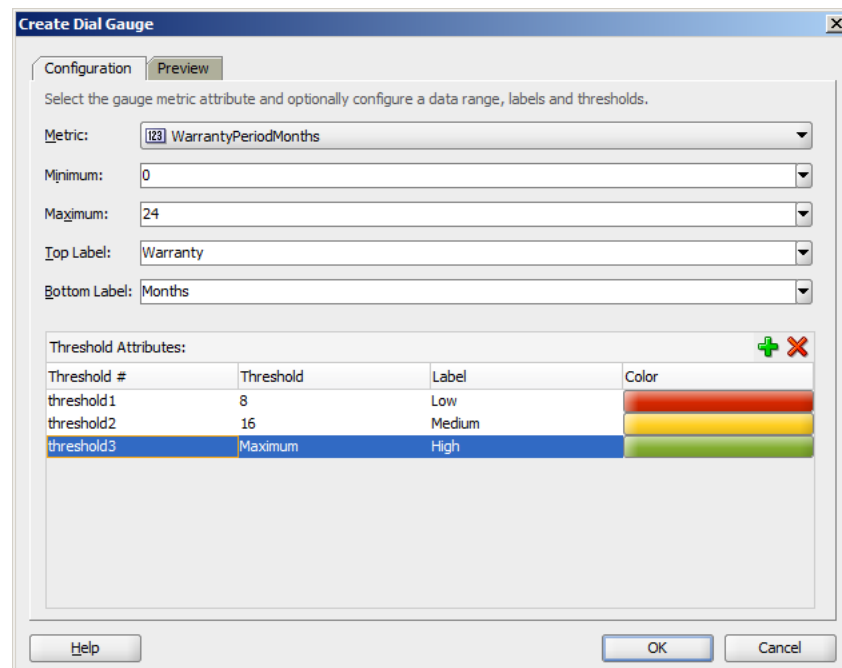 Create Dial Gauge
Configuration Preview
Select the gauge metric attribute and optionally configure a data range, labels and thresholds.
Metric: 123 WarrantyPeriodMonths
Minimum: 0
Maximum: 24
Top Label: Warranty
Bottom Label: Months
Threshold Attributes:
Threshold # Threshold Label Color
threshold1 8 Low
threshold2 16 Medium
threshold3 Maximum High
Help OK Cancel